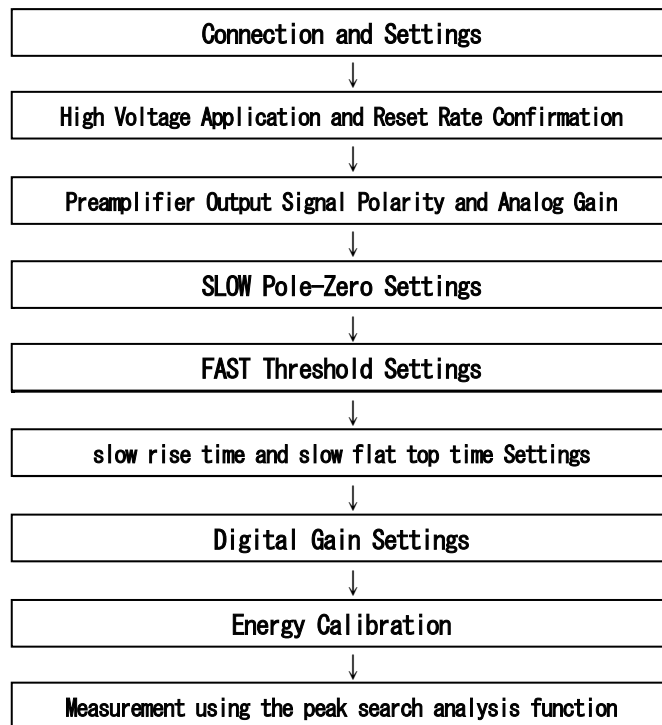 Connection and Settings
High Voltage Application and Reset Rate Confirmation
Preamplifier Output Signal Polarity and Analog Gain
SLOW Pole-Zero Settings
FAST Threshold Settings
slow rise time and slow flat top time Settings
Digital Gain Settings
Energy Calibration
Measurement using the peak search analysis function